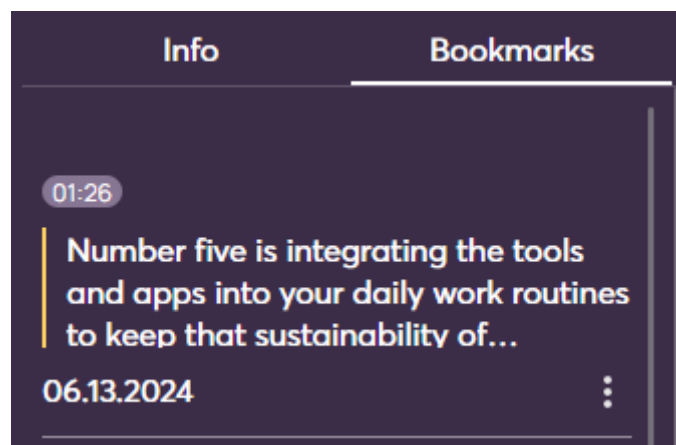 Info Bookmarks
01:26
Number five is integrating the tools
and apps into your daily work routines
to keep that sustainability of...
06.13.2024